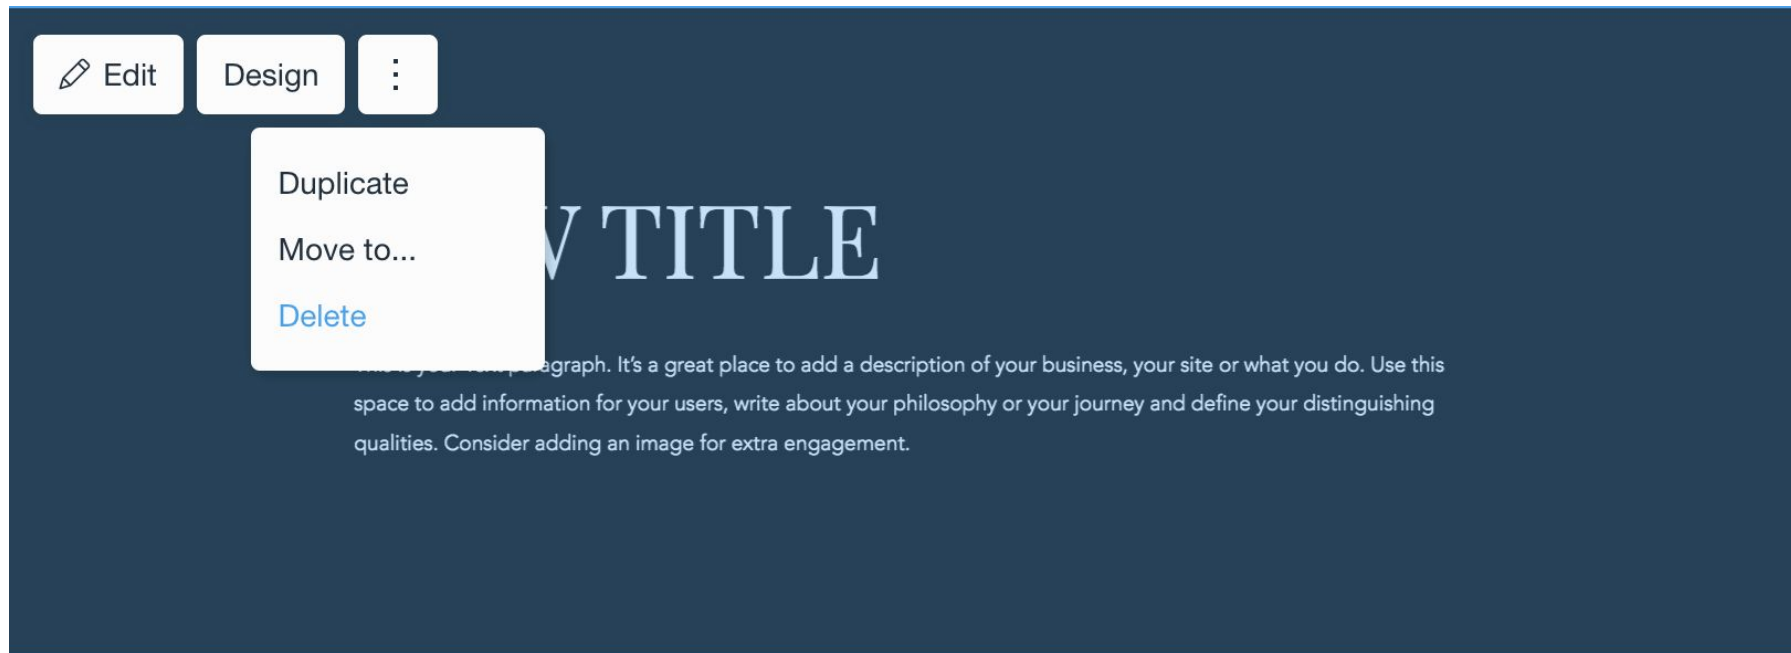 Edit Design
Duplicate
Move to...
Delete
TITLE
paragraph. It's a great place to add a description of your business, your site or what you do. Use this
space to add information for your users, write about your philosophy or your journey and define your distinguishing
qualities. Consider adding an image for extra engagement.